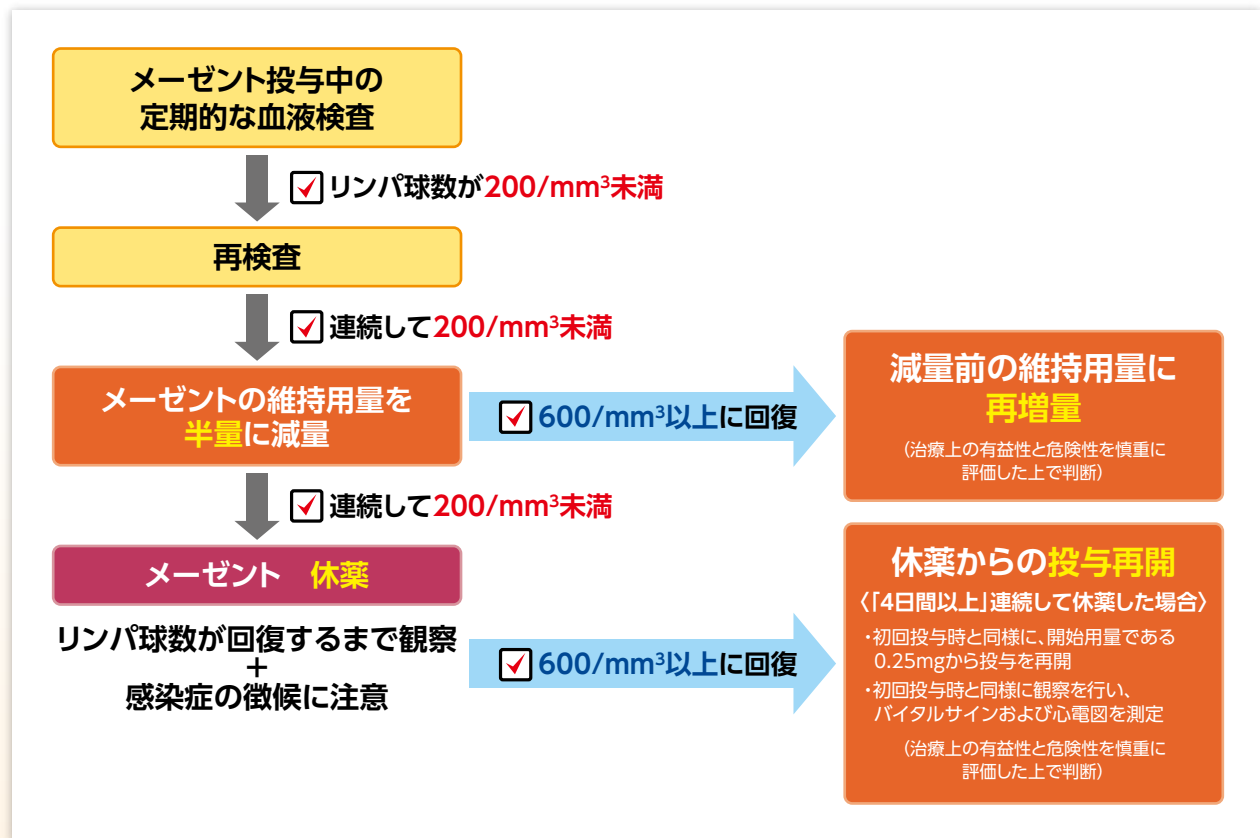 メーゼント投与中の
定期的な血液検査
リンパ球数が200/mm³未満
再検査
連続して200/mm³未満
メーゼントの維持用量を
半量に減量
600/mm³以上に回復
減量前の維持用量に
再増量
(治療上の有益性と危険性を慎重に
評価した上で判断)
連続して200/mm³未満
メーゼント 休薬
リンパ球数が回復するまで観察
+
感染症の徴候に注意
600/mm³以上に回復
休薬からの投与再開
〈「4日間以上」連続して休薬した場合〉
・初回投与時と同様に、開始用量である
0.25mgから投与を再開
・初回投与時と同様に観察を行い、
バイタルサインおよび心電図を測定
(治療上の有益性と危険性を慎重に
評価した上で判断)